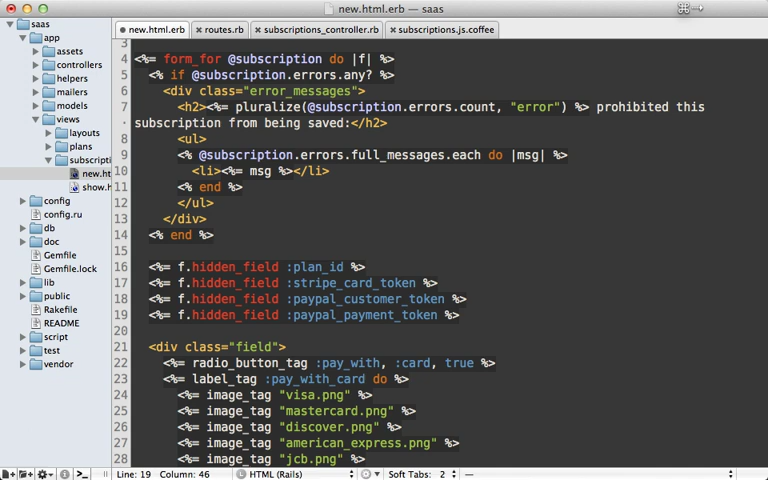 new.html.erb — saas
saas
app
assets
controllers
helpers
mailers
models
views
layouts
plans
subscripti
new.ht
show.h
config
config.ru
db
doc
Gemfile
Gemfile.lock
lib
public
Rakefile
README
script
test
vendor
new.html.erb routes.rb subscriptions_controller.rb subscriptions.js.coffee
3
4 <%= form_for @subscription do |f| %>
5 <% if @subscription.errors.any? %>
6 <div class="error_messages">
7 <h2><%= pluralize(@subscription.errors.count, "error") %> prohibited this
subscription from being saved:</h2>
8 <ul>
9 <% @subscription.errors.full_messages.each do |msg| %>
10 <li><%= msg %></li>
11 <% end %>
12 </ul>
13 </div>
14 <% end %>
15
16 <%= f.hidden_field :plan_id %>
17 <%= f.hidden_field :stripe_card_token %>
18 <%= f.hidden_field :paypal_customer_token %>
19 <%= f.hidden_field :paypal_payment_token %>
20
21 <div class="field">
22 <%= radio_button_tag :pay_with, :card, true %>
23 <%= label_tag :pay_with_card do %>
24 <%= image_tag "visa.png" %>
25 <%= image_tag "mastercard.png" %>
26 <%= image_tag "discover.png" %>
27 <%= image_tag "american_express.png" %>
28 <%= image_tag "jcb.png" %>
Line: 19 Column: 46 HTML (Rails) Soft Tabs: 2 —